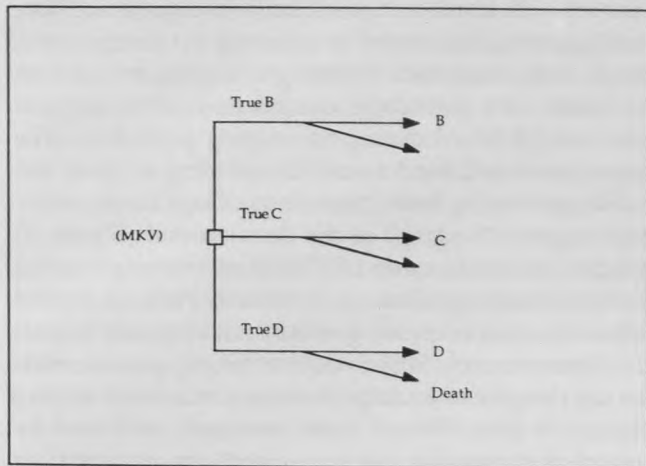 True B
B
True C
(MKV)
C
True D
D
Death